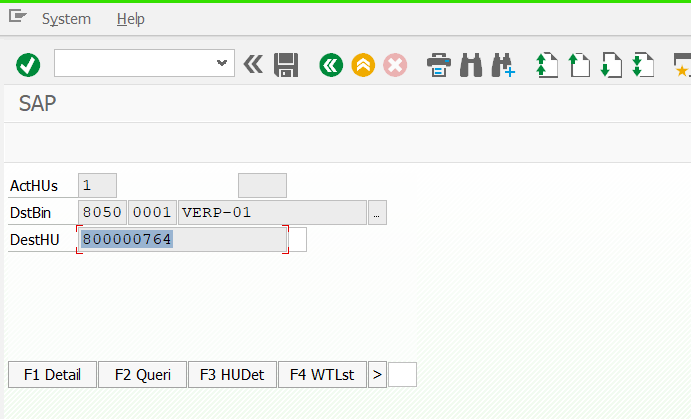 System Help
SAP
ActHUs 1
DstBin 8050 0001 VERP-01 …
DestHU 800000764
F1 Detail F2 Queri F3 HUDet F4 WTLst >